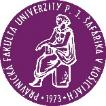 PRÁVNICKÁ FAKULTA UNIVERZITY P. J. ŠAFÁRIKA V KOŠICIACH
·1973·